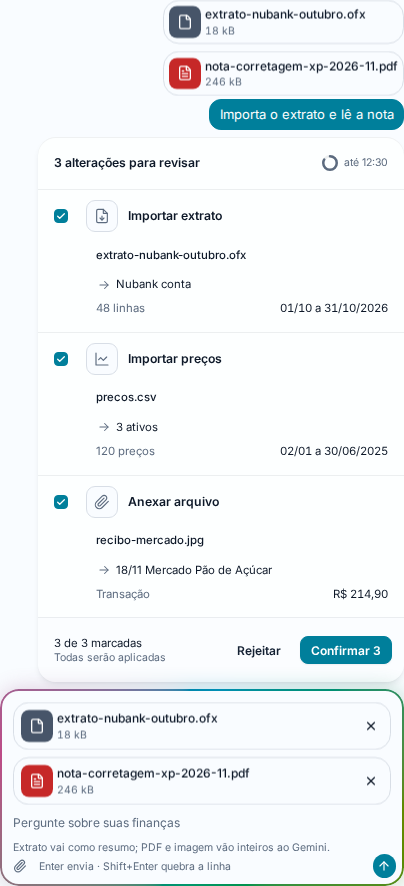 extrato-nubank-outubro.ofx
18 kB
nota-corretagem-xp-2026-11.pdf
246 kB
Importa o extrato e lê a nota
3 alterações para revisar
até 12:30
Importar extrato
extrato-nubank-outubro.ofx
→ Nubank conta
48 linhas
01/10 a 31/10/2026
Importar preços
precos.csv
→ 3 ativos
120 preços
02/01 a 30/06/2025
Anexar arquivo
recibo-mercado.jpg
→ 18/11 Mercado Pão de Açúcar
Transação
R$ 214,90
3 de 3 marcadas
Todas serão aplicadas
Rejeitar
Confirmar 3
extrato-nubank-outubro.ofx
18 kB
nota-corretagem-xp-2026-11.pdf
246 kB
Pergunte sobre suas finanças
Extrato vai como resumo; PDF e imagem vão inteiros ao Gemini.
Enter envia · Shift+Enter quebra a linha